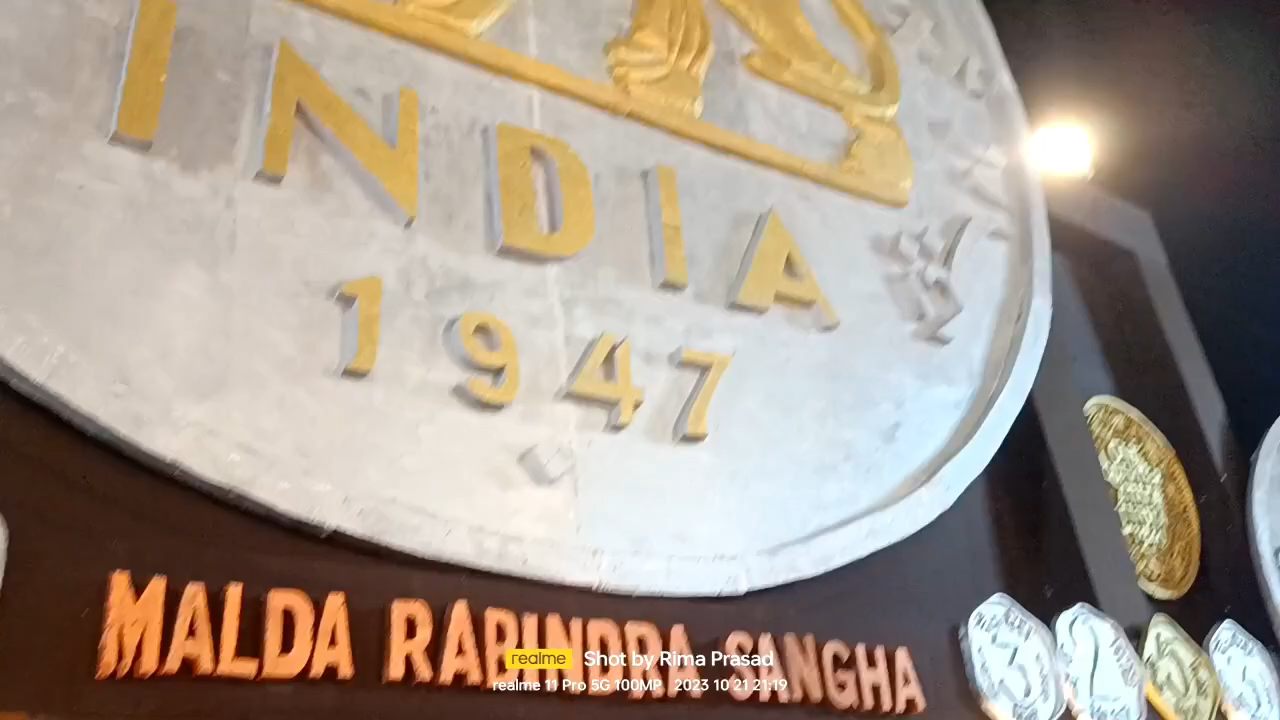 INDIA
1947
MALDA RABINDRA SANGHA
realme Shot by Rima Prasad
realme 11 Pro 5G 100MP 2023 10 21 21:19
3